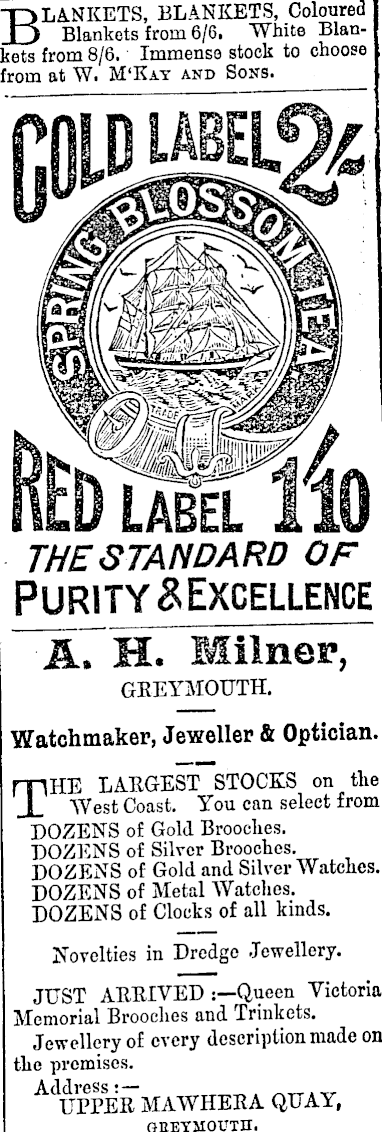 BLANKETS, BLANKETS, Coloured
Blankets from 6/6. White Blan-
kets from 8/6. Immense stock to choose
from at W. M'KAY AND SONS.
GOLD LABEL 2/-
SPRING BLOSSOM TEA
TRADE
RED LABEL 1/10
THE STANDARD OF
PURITY & EXCELLENCE
A. H. Milner,
GREYMOUTH.
Watchmaker, Jeweller & Optician.
THE LARGEST STOCKS on the
West Coast. You can select from
DOZENS of Gold Brooches.
DOZENS of Silver Brooches.
DOZENS of Gold and Silver Watches.
DOZENS of Metal Watches.
DOZENS of Clocks of all kinds.
Novelties in Dredge Jewellery.
JUST ARRIVED :—Queen Victoria
Memorial Brooches and Trinkets.
Jewellery of every description made on
the premises.
Address :—
UPPER MAWHERA QUAY,
GREYMOUTH.